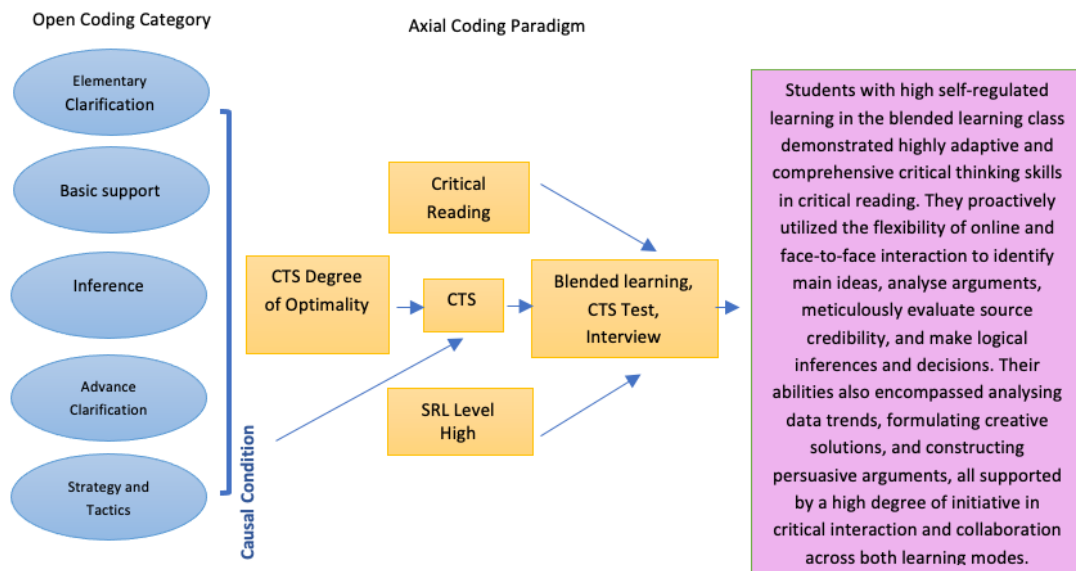 Open Coding Category
Axial Coding Paradigm
Elementary
Clarification
Basic support
Inference
Advance
Clarification
Strategy and
Tactics
Causal Condition
CTS Degree
of Optimality
Critical
Reading
CTS
SRL Level
High
Blended learning,
CTS Test,
Interview
Students with high self-regulated
learning in the blended learning class
demonstrated highly adaptive and
comprehensive critical thinking skills
in critical reading. They proactively
utilized the flexibility of online and
face-to-face interaction to identify
main ideas, analyse arguments,
meticulously evaluate source
credibility, and make logical
inferences and decisions. Their
abilities also encompassed analysing
data trends, formulating creative
solutions, and constructing
persuasive arguments, all supported
by a high degree of initiative in
critical interaction and collaboration
across both learning modes.